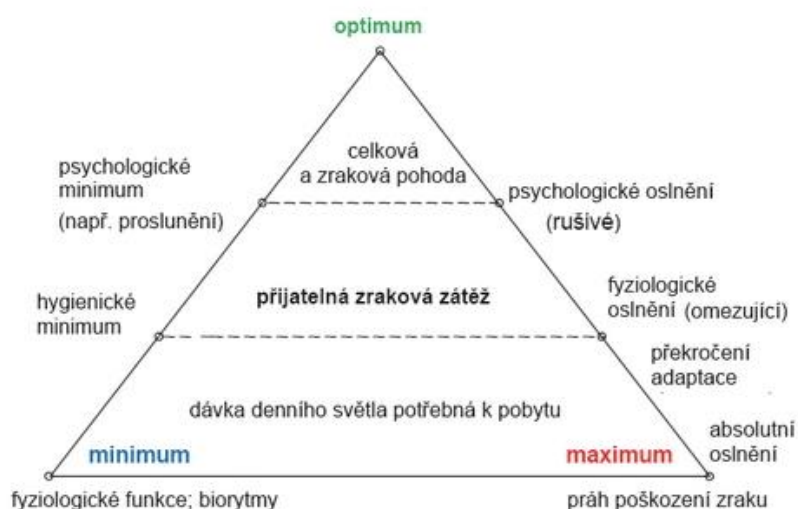 optimum
celková
a zraková pohoda
psychologické
minimum
(např. proslunění)
psychologické oslnění
(rušivé)
hygienické
minimum
přijatelná zraková zátěž
fyziologické
oslnění (omezující)
překročení
adaptace
dávka denního světla potřebná k pobytu
absolutní
oslnění
minimum
maximum
fyziologické funkce; biorytmy
práh poškození zraku